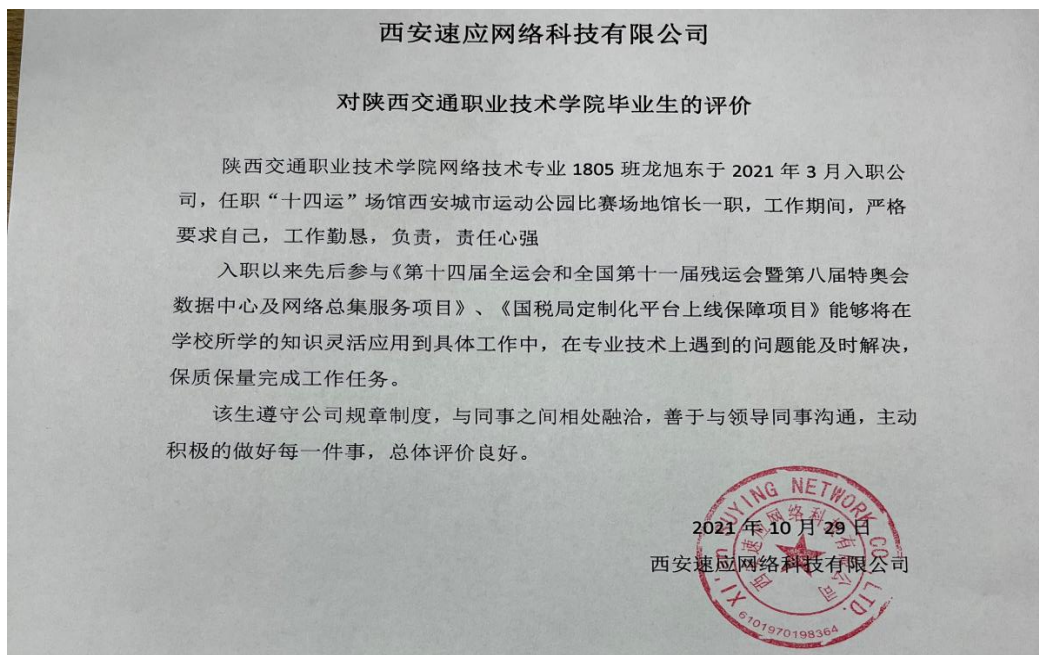 西安速应网络科技有限公司
对陕西交通职业技术学院毕业生的评价
陕西交通职业技术学院网络技术专业 1805 班龙旭东于 2021 年 3 月入职公
司，任职“十四运”场馆西安城市运动公园比赛场地馆长一职，工作期间，严格
要求自己，工作勤恳，负责，责任心强
入职以来先后参与《第十四届全运会和全国第十一届残运会暨第八届特奥会
数据中心及网络总集服务项目》、《国税局定制化平台上线保障项目》能够将在
学校所学的知识灵活应用到具体工作中，在专业技术上遇到的问题能及时解决，
保质保量完成工作任务。
该生遵守公司规章制度，与同事之间相处融洽，善于与领导同事沟通，主动
积极的做好每一件事，总体评价良好。
2021 年 10 月 29 日
西安速应网络科技有限公司
XI'an SUYING NETWORK CO., LTD.
西安速应网络科技有限公司
6101970198364